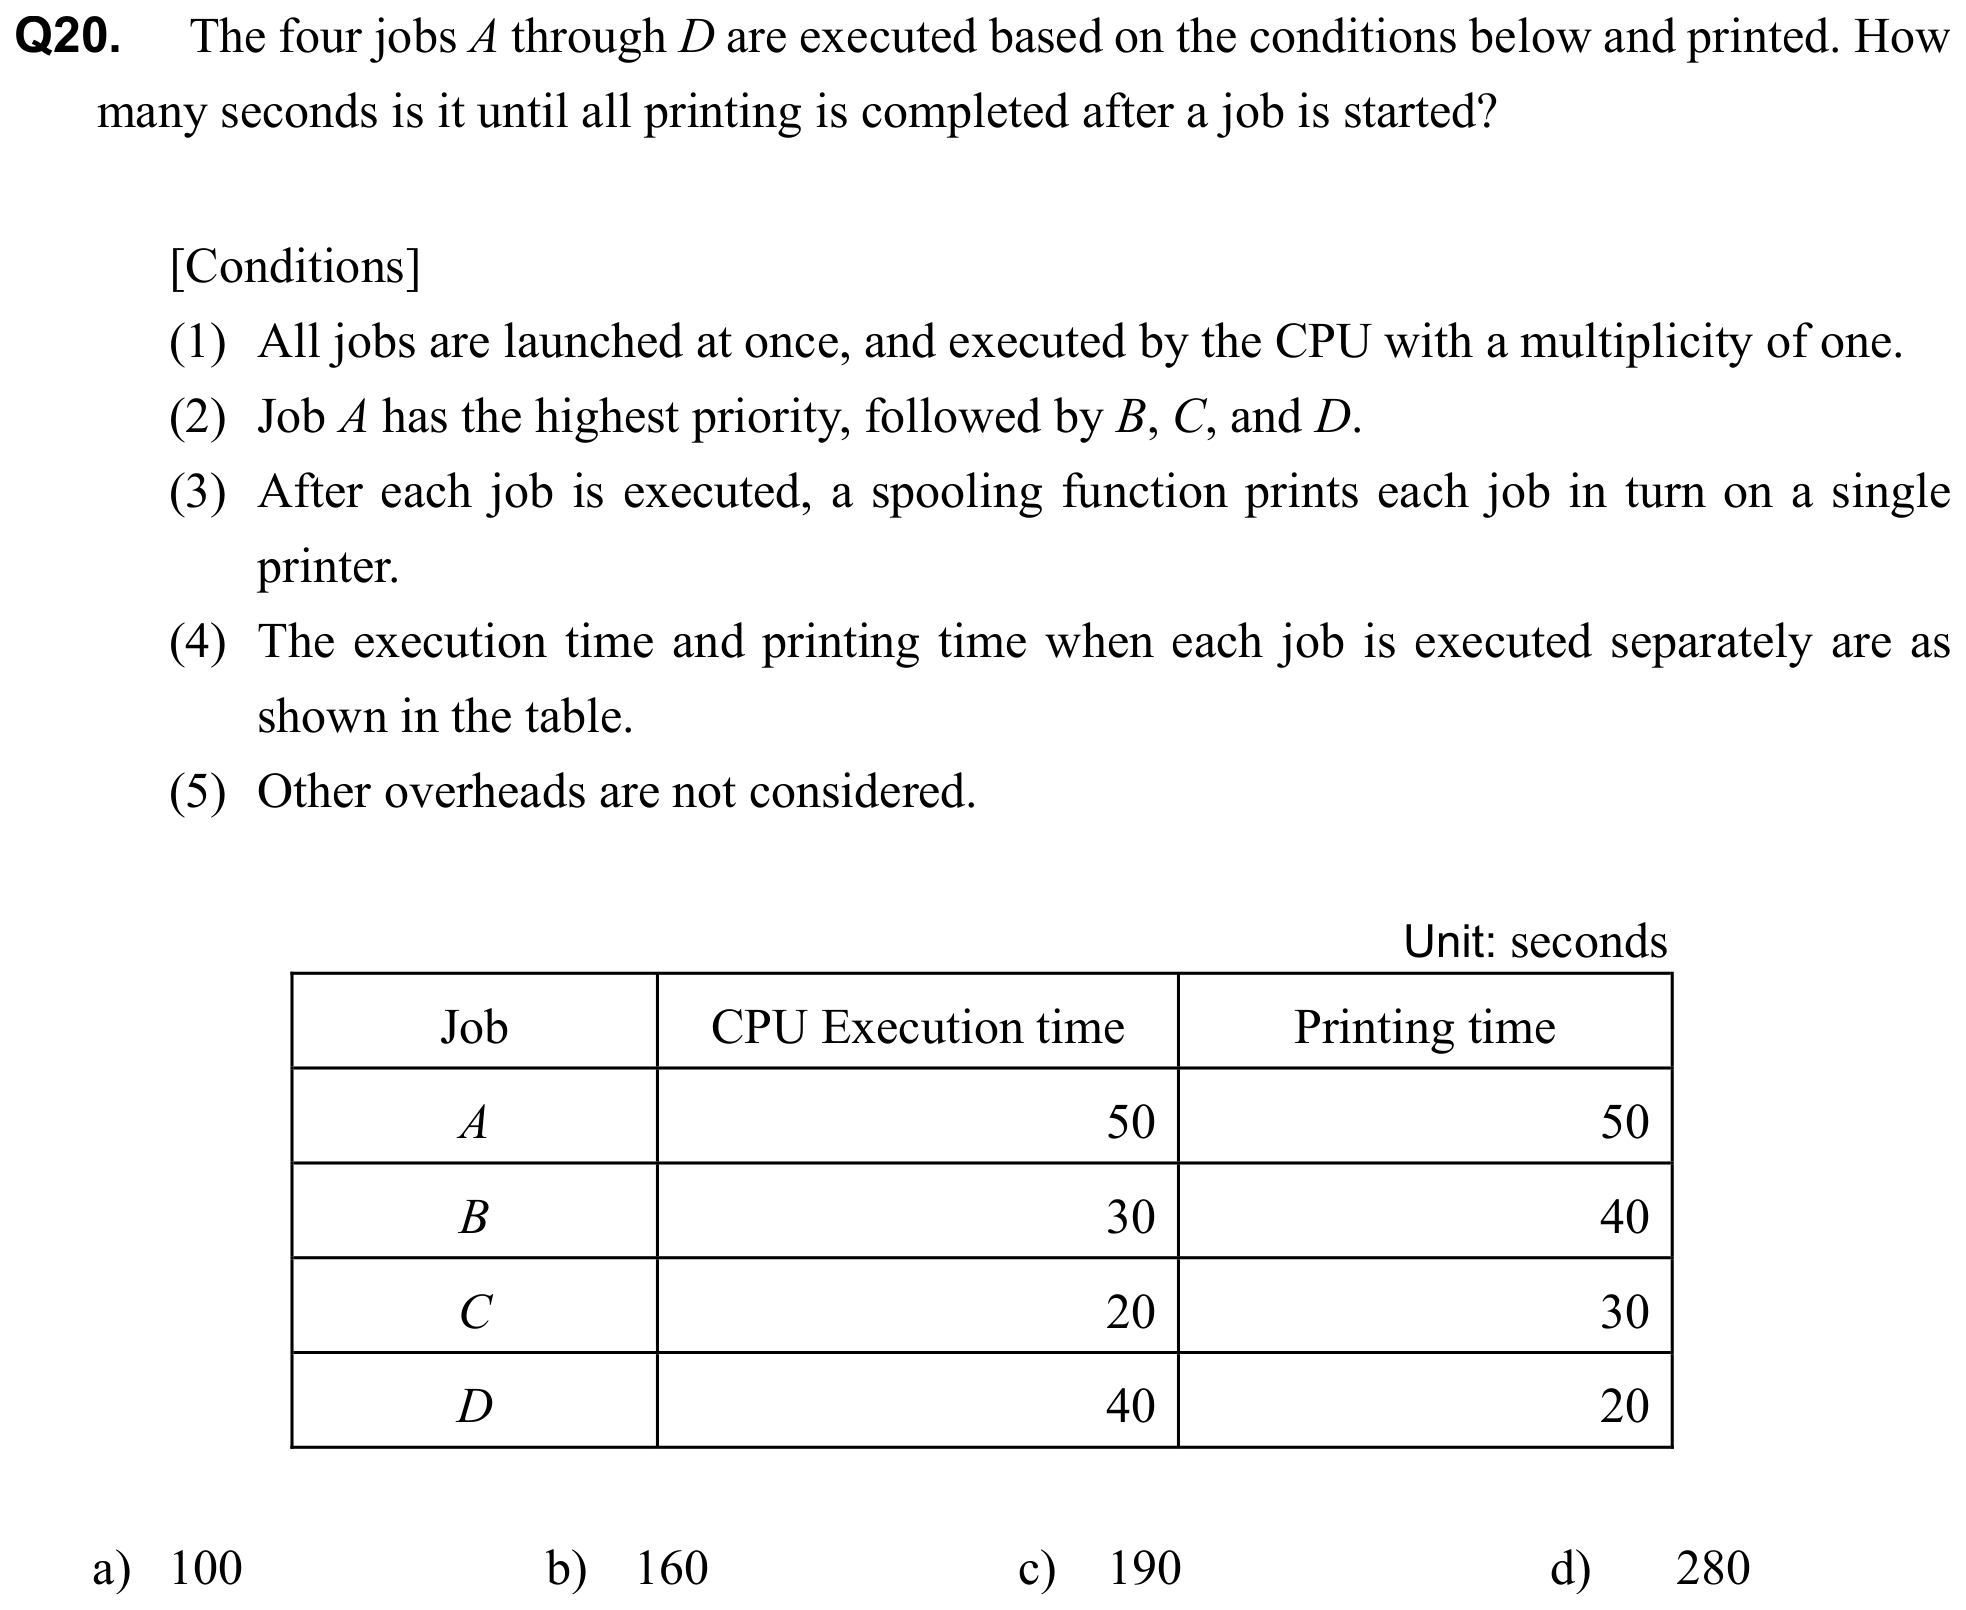 Q20. The four jobs A through D are executed based on the conditions below and printed. How
many seconds is it until all printing is completed after a job is started?
[Conditions]
(1) All jobs are launched at once, and executed by the CPU with a multiplicity of one.
(2) Job A has the highest priority, followed by B, C, and D.
(3) After each job is executed, a spooling function prints each job in turn on a single
printer.
(4) The execution time and printing time when each job is executed separately are as
shown in the table.
(5) Other overheads are not considered.
Unit: seconds
Job CPU Execution time Printing time
A 50 50
B 30 40
C 20 30
D 40 20
a) 100 b) 160 c) 190 d) 280